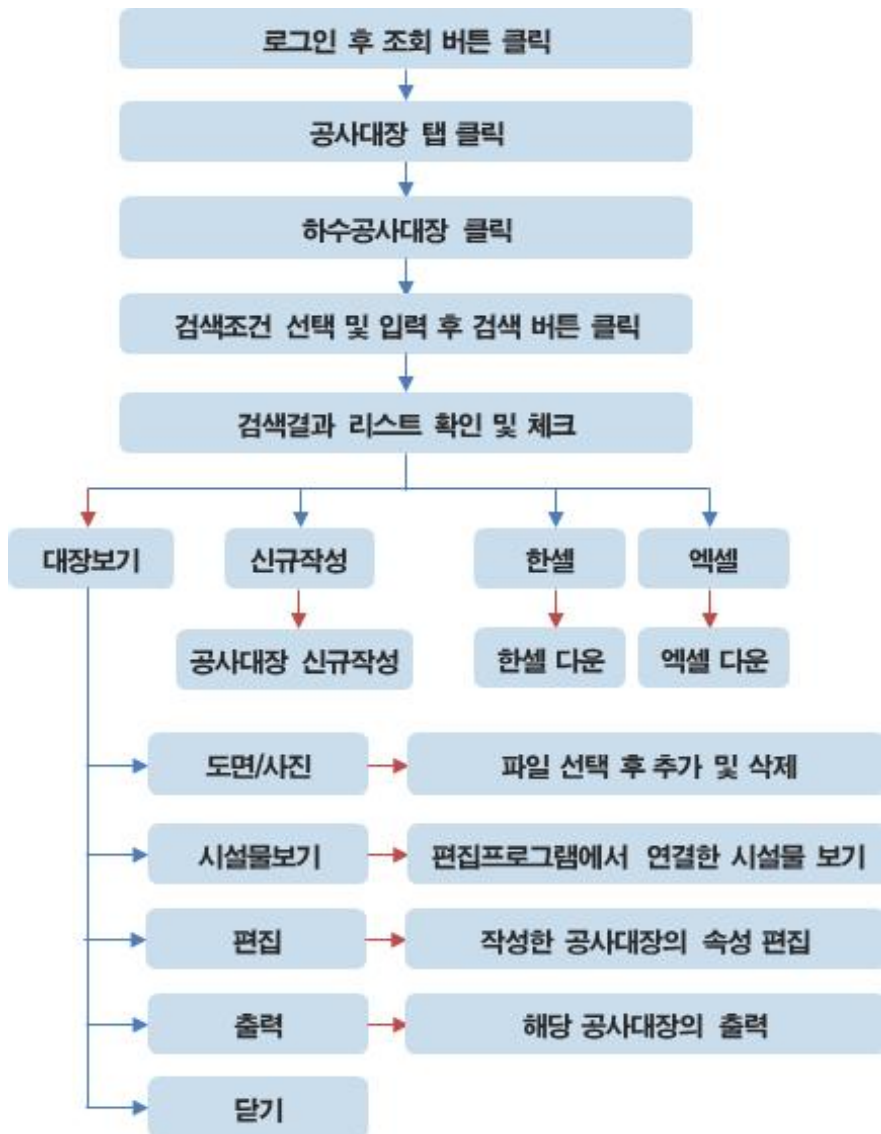 로그인 후 조회 버튼 클릭
공사대장 탭 클릭
하수공사대장 클릭
검색조건 선택 및 입력 후 검색 버튼 클릭
검색결과 리스트 확인 및 체크
대장보기
신규작성
한셀
엑셀
공사대장 신규작성
한셀 다운
엑셀 다운
도면/사진
파일 선택 후 추가 및 삭제
시설물보기
편집프로그램에서 연결한 시설물 보기
편집
작성한 공사대장의 속성 편집
출력
해당 공사대장의 출력
닫기